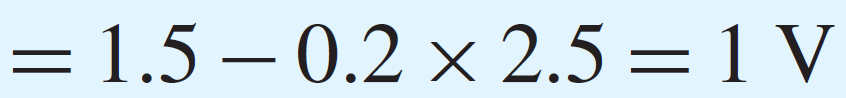 = 1.5 – 0.2 × 2.5 = 1 V